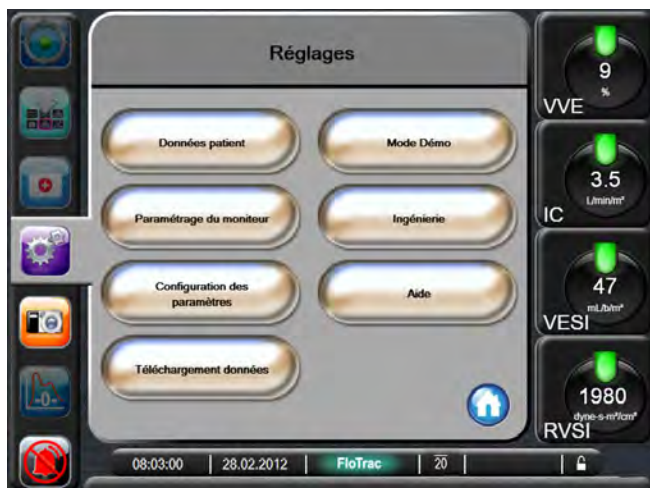 Réglages
Données patient
Mode Démo
Paramétrage du moniteur
Ingénierie
Configuration des
paramètres
Aide
Téléchargement données
9
%
VVE
3.5
L/min/m²
IC
47
mL/b/m²
VESI
1980
dyne-s-m²/cm⁵
RVSI
-0-
08:03:00
28.02.2012
FloTrac
20